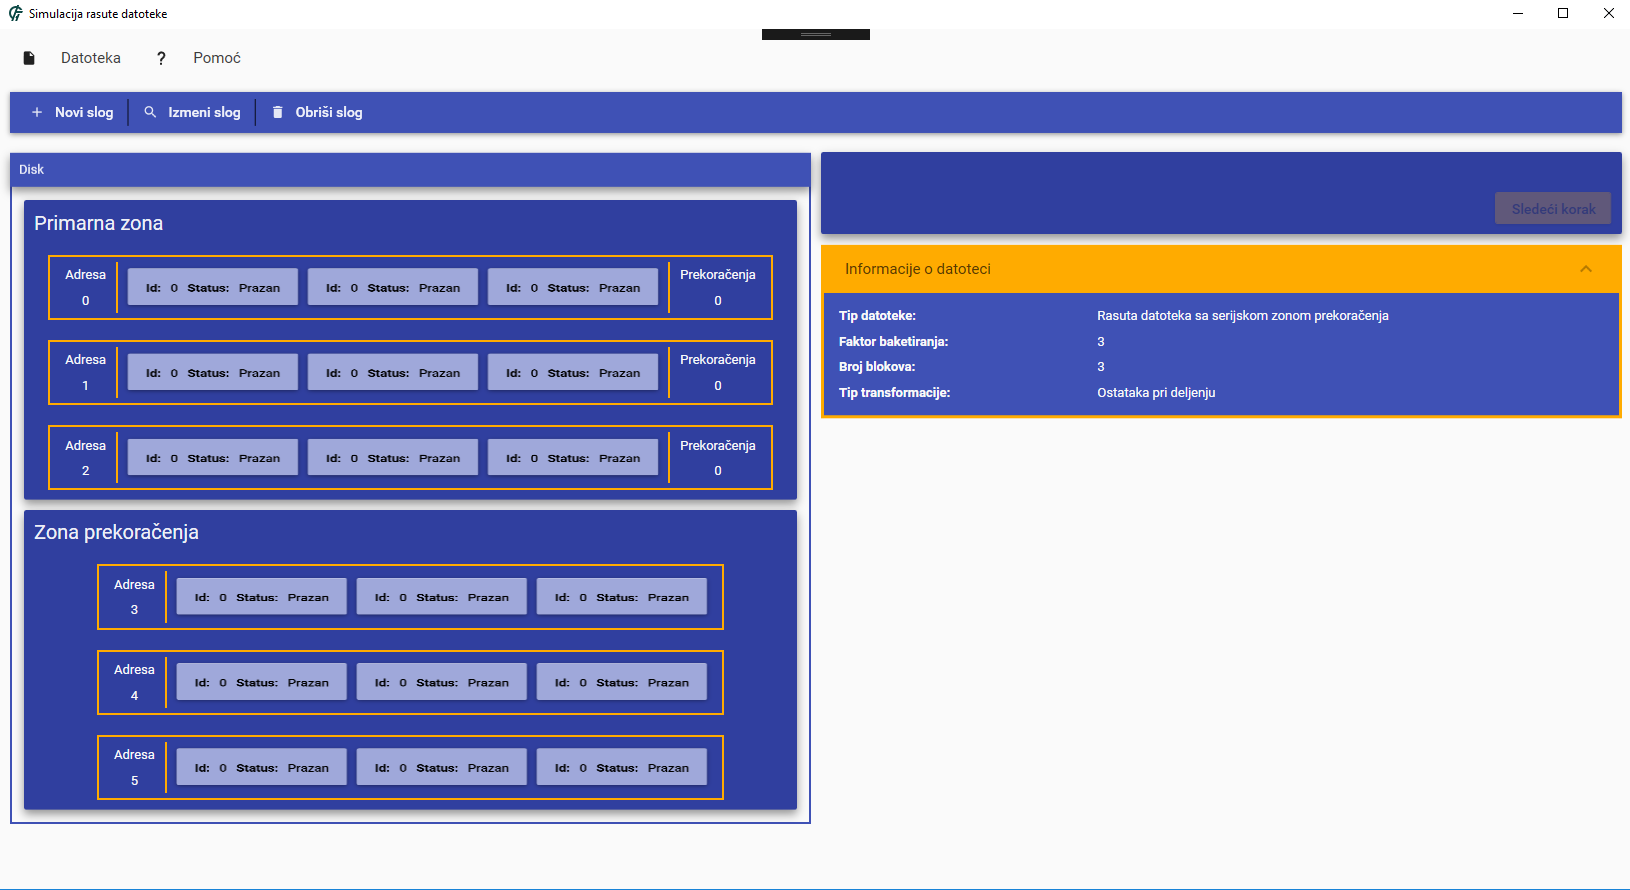 Simulacija rasute datoteke
Datoteka ? Pomoć
Novi slog Izmeni slog Obriši slog
Disk
Primarna zona
Adresa
0
Id: 0 Status: Prazan Id: 0 Status: Prazan Id: 0 Status: Prazan
Prekoračenja
0
Adresa
1
Id: 0 Status: Prazan Id: 0 Status: Prazan Id: 0 Status: Prazan
Prekoračenja
0
Adresa
2
Id: 0 Status: Prazan Id: 0 Status: Prazan Id: 0 Status: Prazan
Prekoračenja
0
Zona prekoračenja
Adresa
3
Id: 0 Status: Prazan Id: 0 Status: Prazan Id: 0 Status: Prazan
Adresa
4
Id: 0 Status: Prazan Id: 0 Status: Prazan Id: 0 Status: Prazan
Adresa
5
Id: 0 Status: Prazan Id: 0 Status: Prazan Id: 0 Status: Prazan
Sledeći korak
Informacije o datoteci
Tip datoteke: Rasuta datoteka sa serijskom zonom prekoračenja
Faktor baketiranja: 3
Broj blokova: 3
Tip transformacije: Ostataka pri deljenju